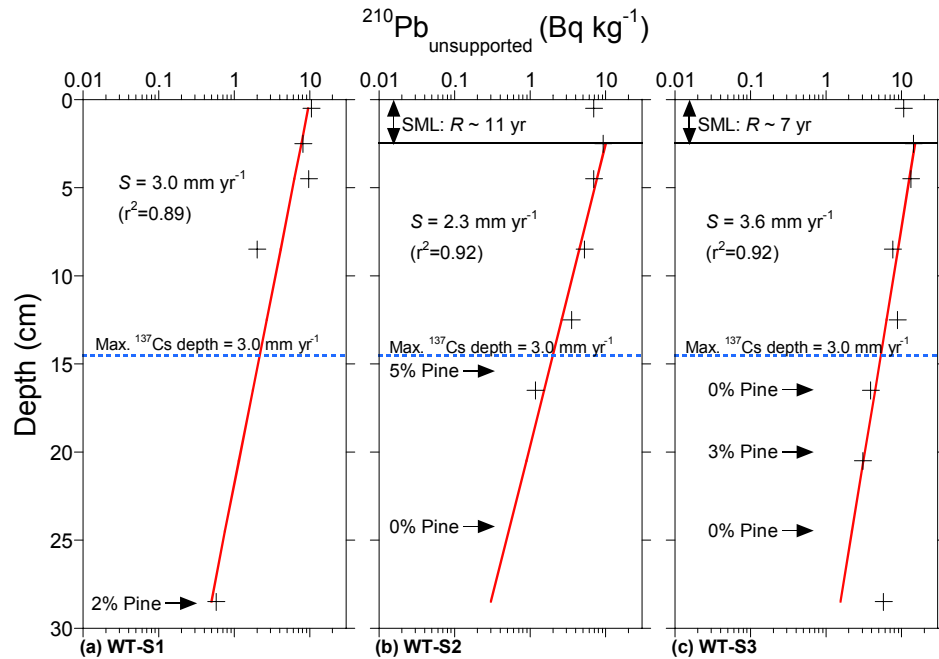 ²¹⁰Pb unsupported (Bq kg⁻¹)
0.01 0.1 1 10 0.01 0.1 1 10 0.01 0.1 1 10
Depth (cm)
0
5
10
15
20
25
30
S = 3.0 mm yr⁻¹
(r²=0.89)
Max. ¹³⁷Cs depth = 3.0 mm yr⁻¹
2% Pine
(a) WT-S1
SML: R ~ 11 yr
S = 2.3 mm yr⁻¹
(r²=0.92)
Max. ¹³⁷Cs depth = 3.0 mm yr⁻¹
5% Pine
0% Pine
(b) WT-S2
SML: R ~ 7 yr
S = 3.6 mm yr⁻¹
(r²=0.92)
Max. ¹³⁷Cs depth = 3.0 mm yr⁻¹
0% Pine
3% Pine
0% Pine
(c) WT-S3